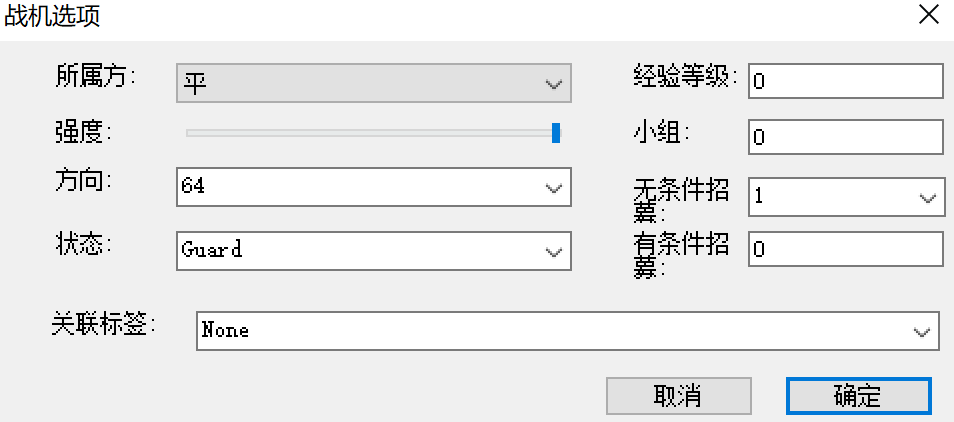 战机选项
所属方:
平
经验等级:
0
强度:
小组:
0
方向:
64
无条件招
募:
1
状态:
Guard
有条件招
募:
0
关联标签:
None
取消
确定